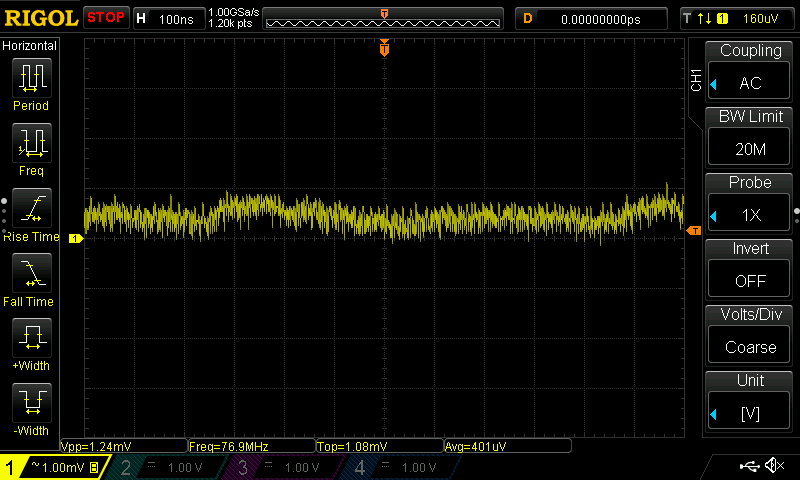 RIGOL STOP H 100ns 1.00GSa/s
1.20k pts
T
D 0.00000000ps
T 1 160uV
Horizontal
Period
Freq
Rise Time
Fall Time
+Width
-Width
T
1
T
CH1
Coupling
AC
BW Limit
20M
Probe
1X
Invert
OFF
Volts/Div
Coarse
Unit
[V]
Vpp=1.24mV Freq=76.9MHz Top=1.08mV Avg=401uV
1 ~ 1.00mV B 2 1.00 V 3 1.00 V 4 1.00 V